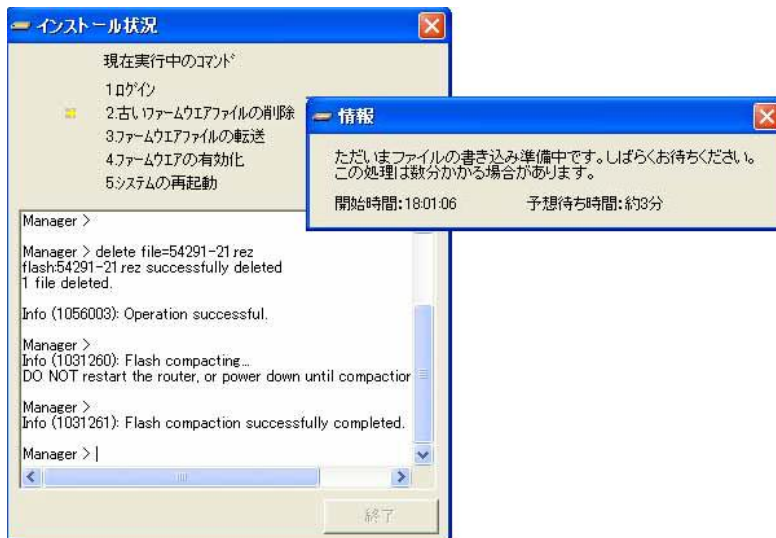 インストール状況
現在実行中のコマンド
1.ログイン
2.古いファームウエアファイルの削除
3.ファームウエアファイルの転送
4.ファームウエアの有効化
5.システムの再起動
Manager >
Manager > delete file=54291-21.rez
flash:54291-21.rez successfully deleted
1 file deleted.
Info (1056003): Operation successful.
Manager >
Info (1031260): Flash compacting...
DO NOT restart the router, or power down until compaction
Manager >
Info (1031261): Flash compaction successfully completed.
Manager >
終了
情報
ただいまファイルの書き込み準備中です。しばらくお待ちください。
この処理は数分かかる場合があります。
開始時間:18:01:06 予想待ち時間:約3分